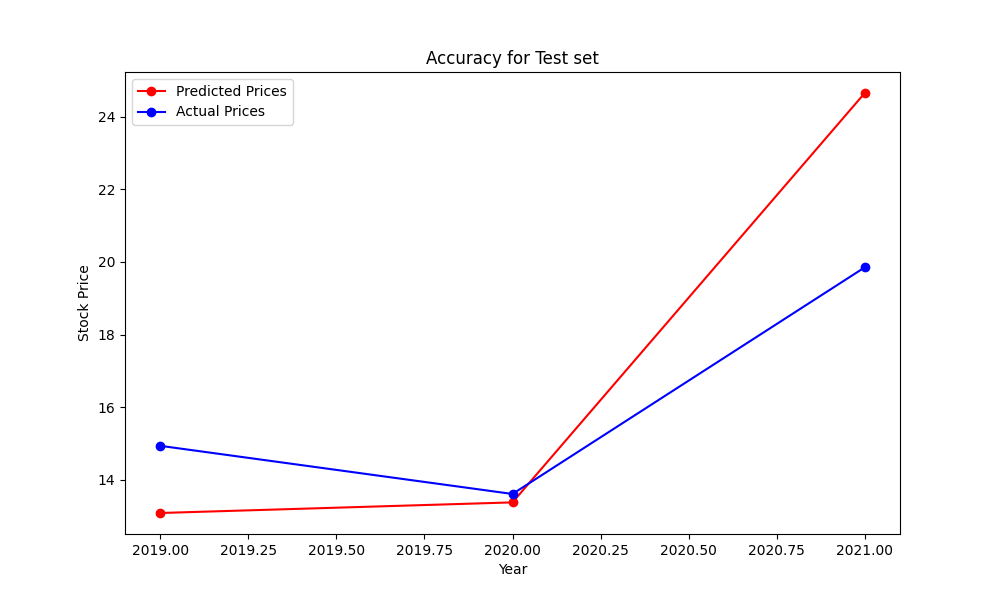 Accuracy for Test set
Predicted Prices
Actual Prices
24
22
20
18
16
14
Stock Price
2019.00 2019.25 2019.50 2019.75 2020.00 2020.25 2020.50 2020.75 2021.00
Year